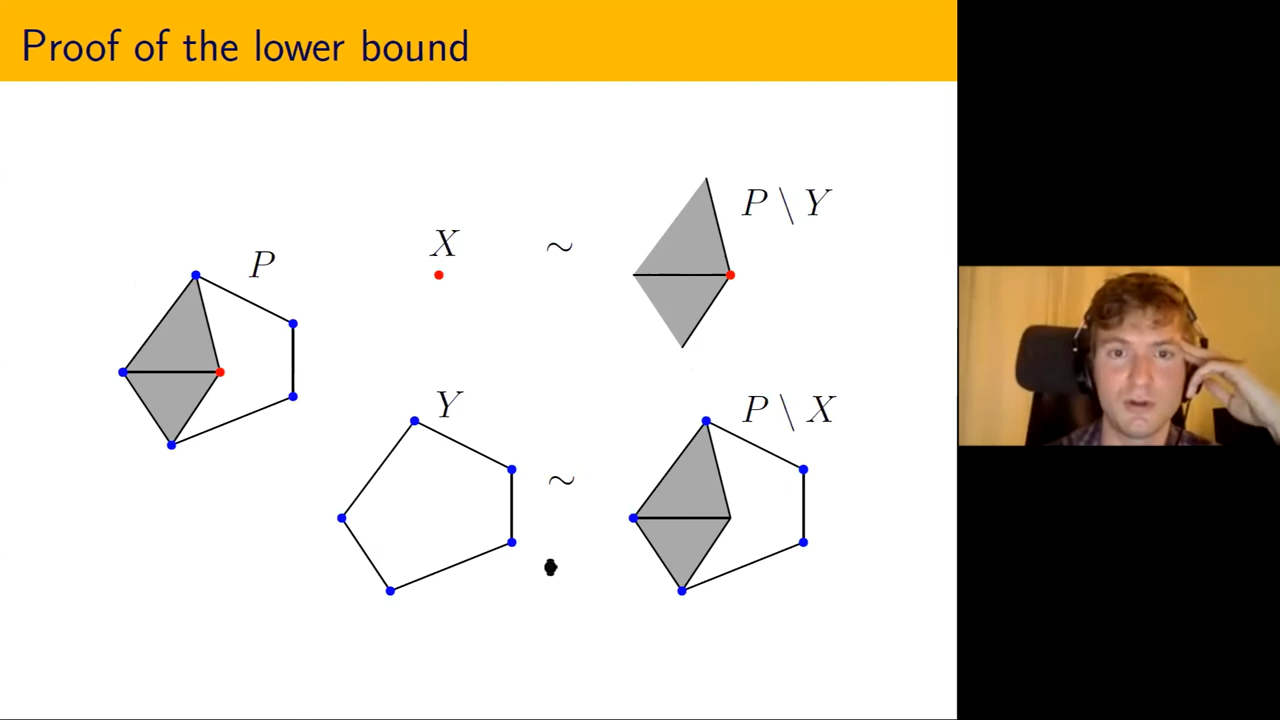 Proof of the lower bound
P
X
∼
P \ Y
Y
∼
P \ X